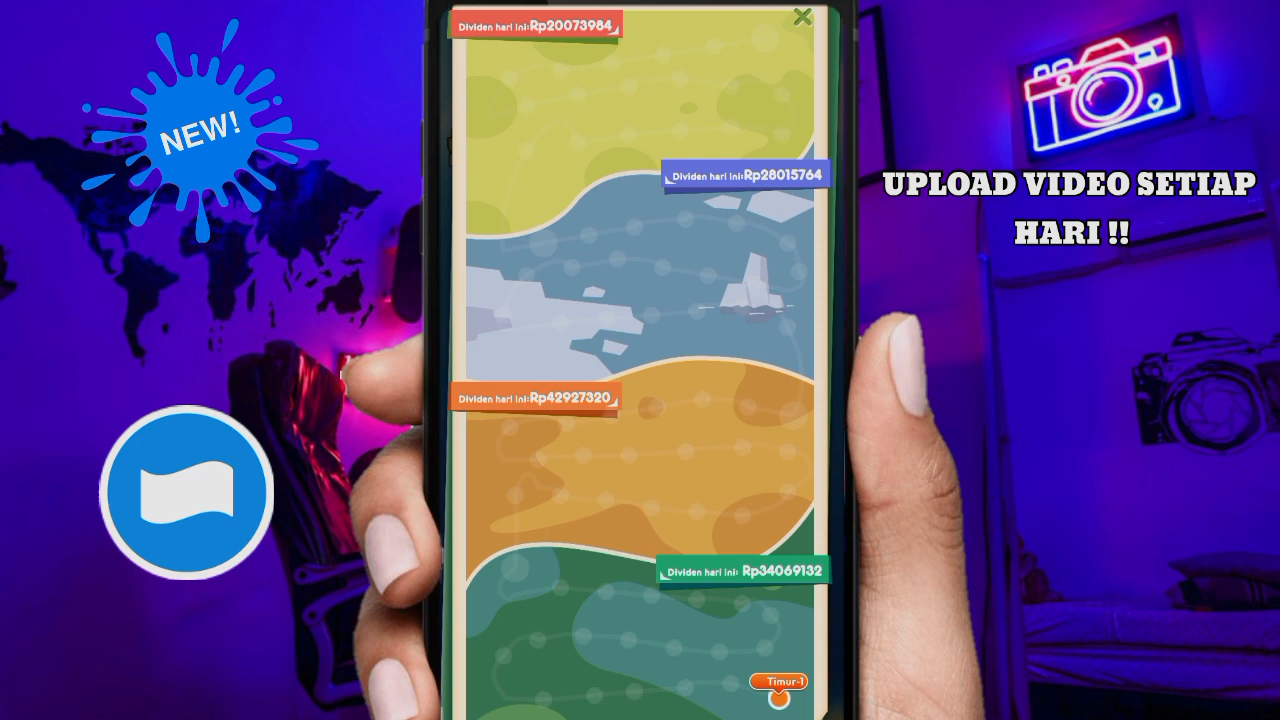 Dividen hari ini:Rp20073984
NEW!
Dividen hari ini:Rp28015764
UPLOAD VIDEO SETIAP
HARI !!
Dividen hari ini:Rp42927320
Dividen hari ini: Rp34069132
Timur-1